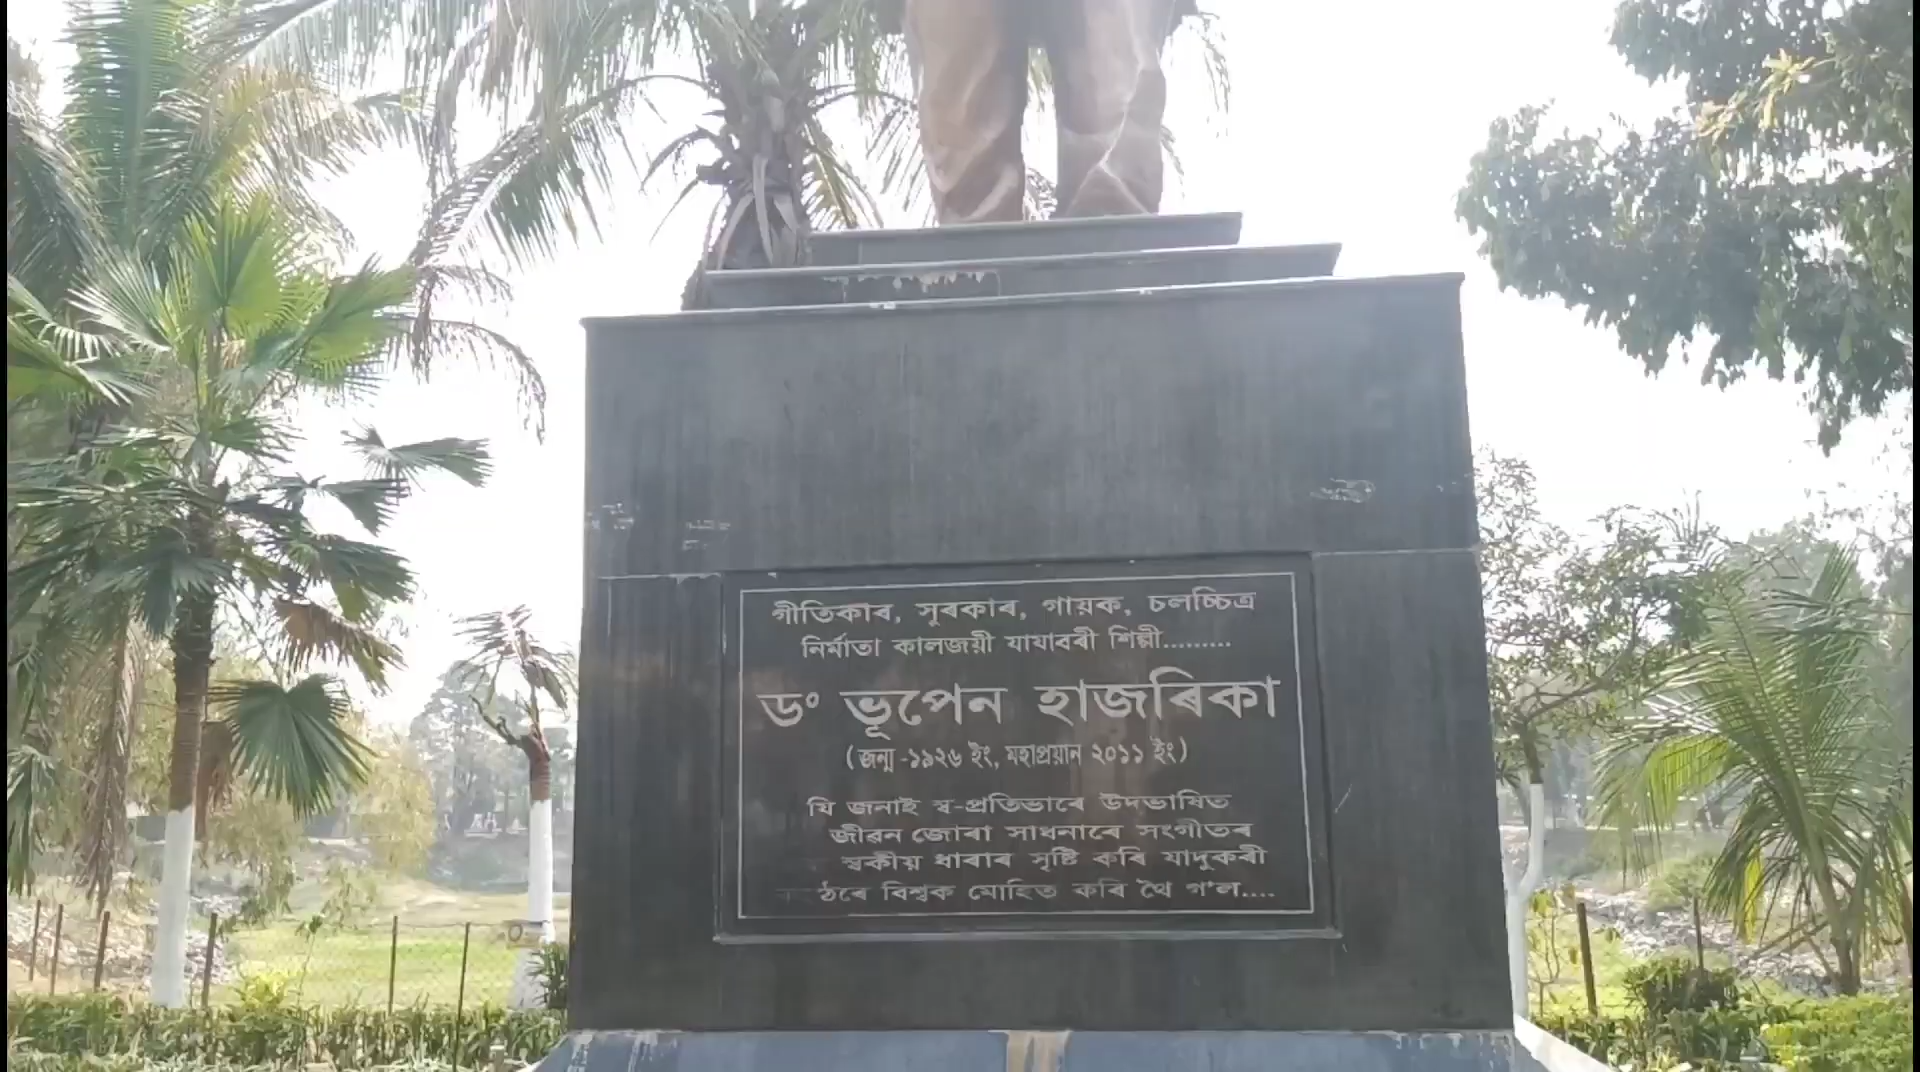 গীতিকাৰ, সূৰকাৰ, গায়ক, চলচ্চিত্ৰ
নিৰ্মাতা কালজয়ী যাযাবৰী শিল্পী.........
ড° ভূপেন হাজৰিকা
(জন্ম -১৯২৬ ইং, মহাপ্ৰয়ান ২০১১ ইং)
যি জনাই স্ব-প্ৰতিভাৰে উদভাষিত
জীৱন জোৰা সাধনাৰে সংগীতৰ
স্বকীয় ধাৰাৰ সৃষ্টি কৰি যাদুকৰী
বিশ্বক মোহিত কৰি থৈ গ'ল....